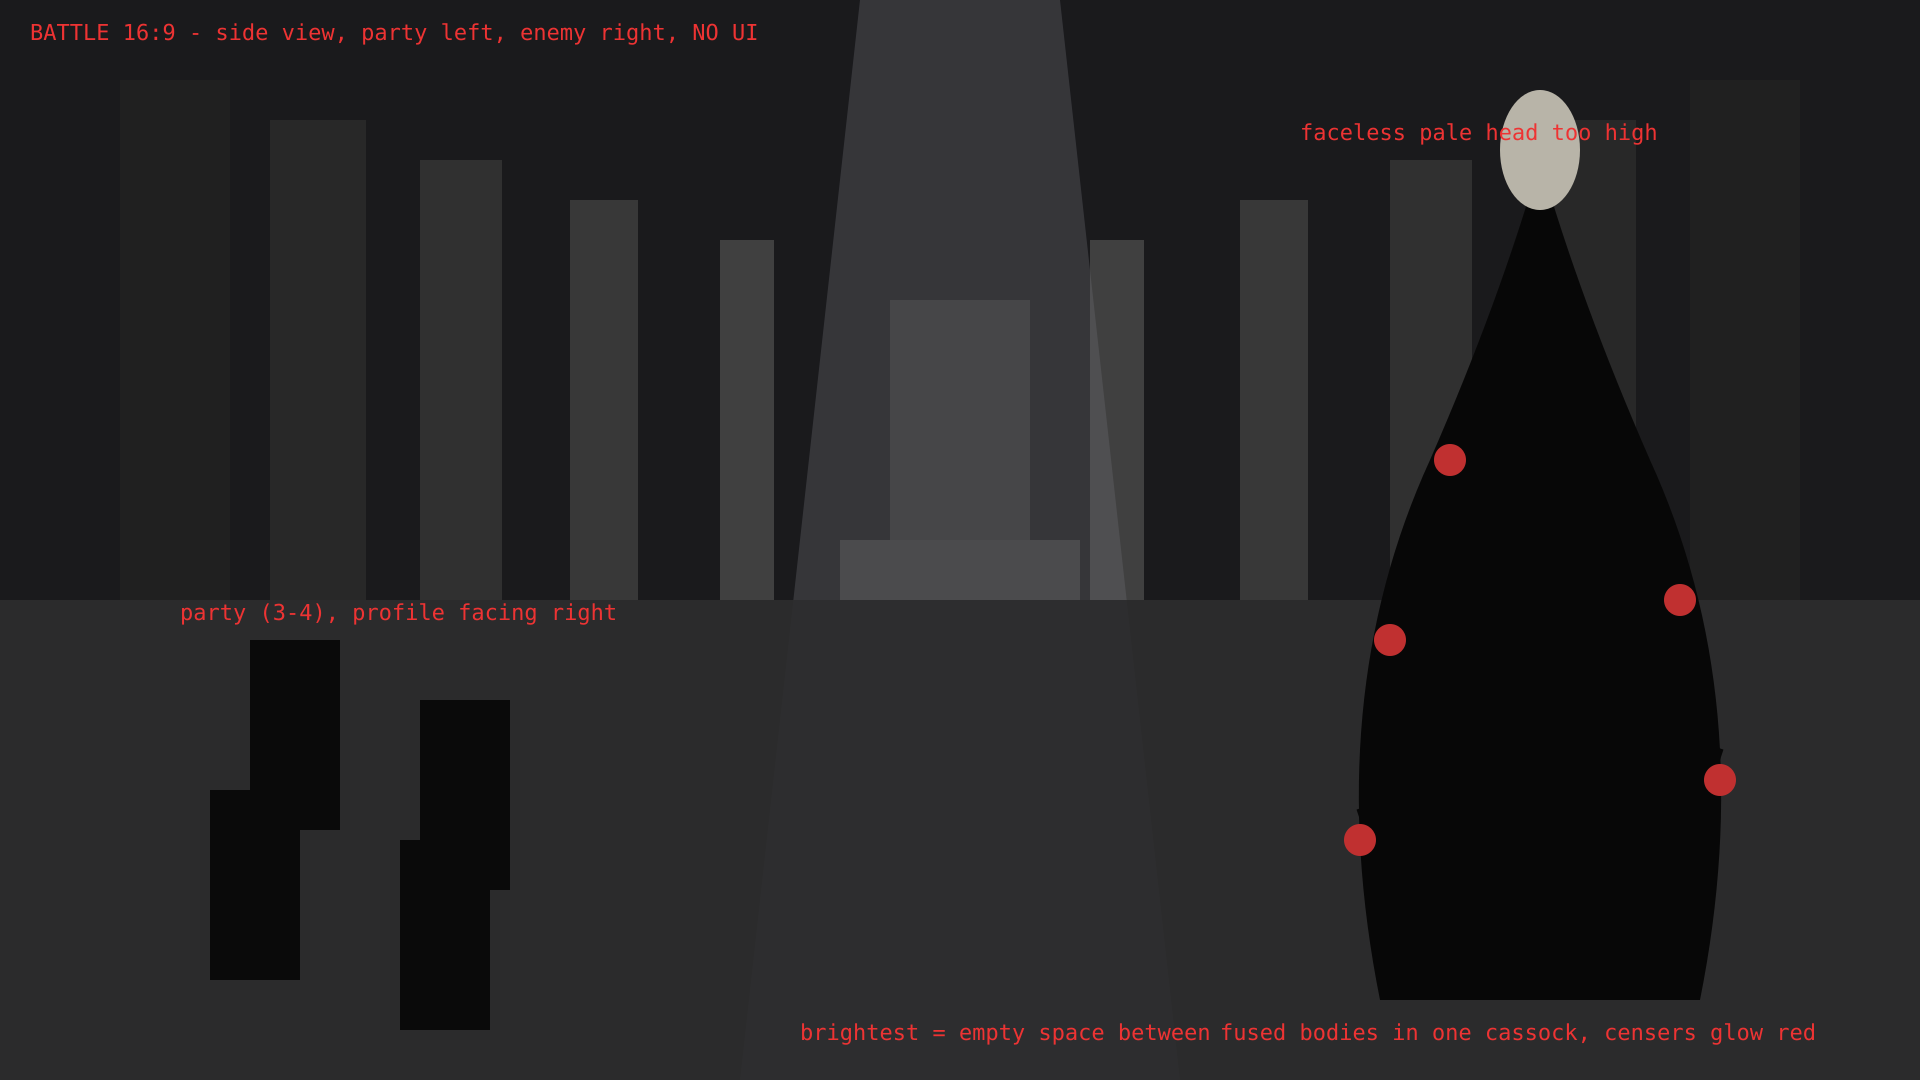 BATTLE 16:9 - side view, party left, enemy right, NO UI
faceless pale head too high
party (3-4), profile facing right
brightest = empty space between
fused bodies in one cassock, censers glow red